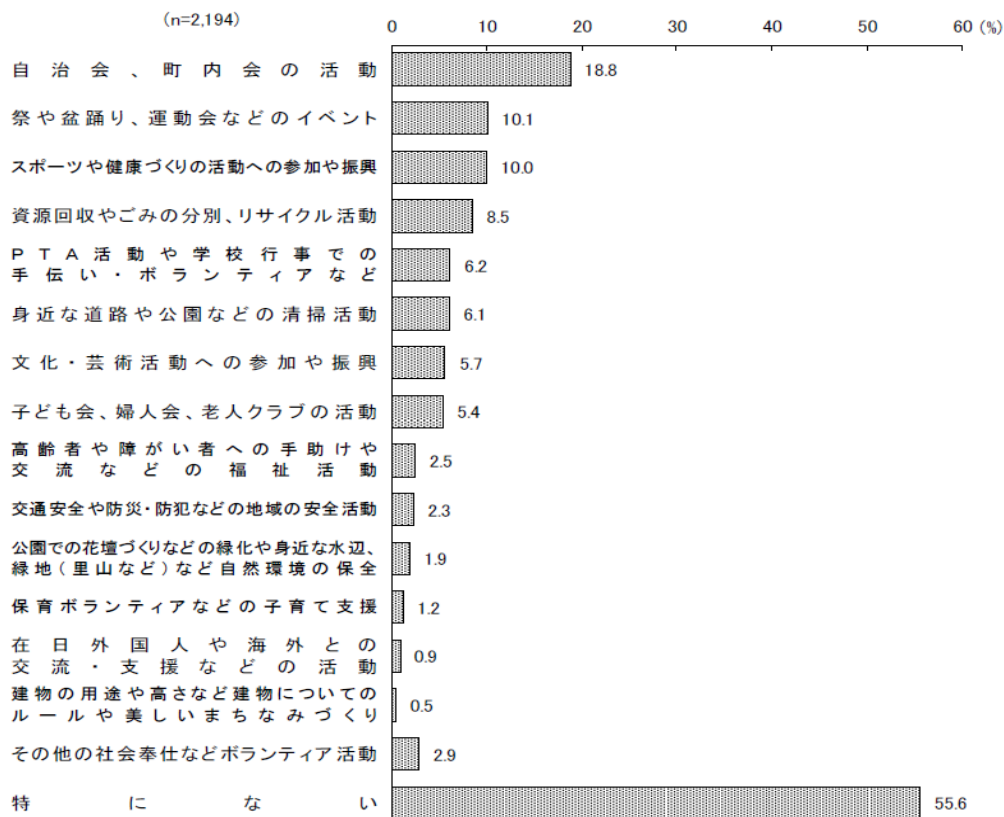 (n=2,194)
0 10 20 30 40 50 60 (%)
自治会、町内会の活動 18.8
祭や盆踊り、運動会などのイベント 10.1
スポーツや健康づくりの活動への参加や振興 10.0
資源回収やごみの分別、リサイクル活動 8.5
PTA活動や学校行事での
手伝い・ボランティアなど 6.2
身近な道路や公園などの清掃活動 6.1
文化・芸術活動への参加や振興 5.7
子ども会、婦人会、老人クラブの活動 5.4
高齢者や障がい者への手助けや
交流などの福祉活動 2.5
交通安全や防災・防犯などの地域の安全活動 2.3
公園での花壇づくりなどの緑化や身近な水辺、
緑地(里山など)など自然環境の保全 1.9
保育ボランティアなどの子育て支援 1.2
在日外国人や海外との
交流・支援などの活動 0.9
建物の用途や高さなど建物についての
ルールや美しいまちなみづくり 0.5
その他の社会奉仕などボランティア活動 2.9
特にない 55.6